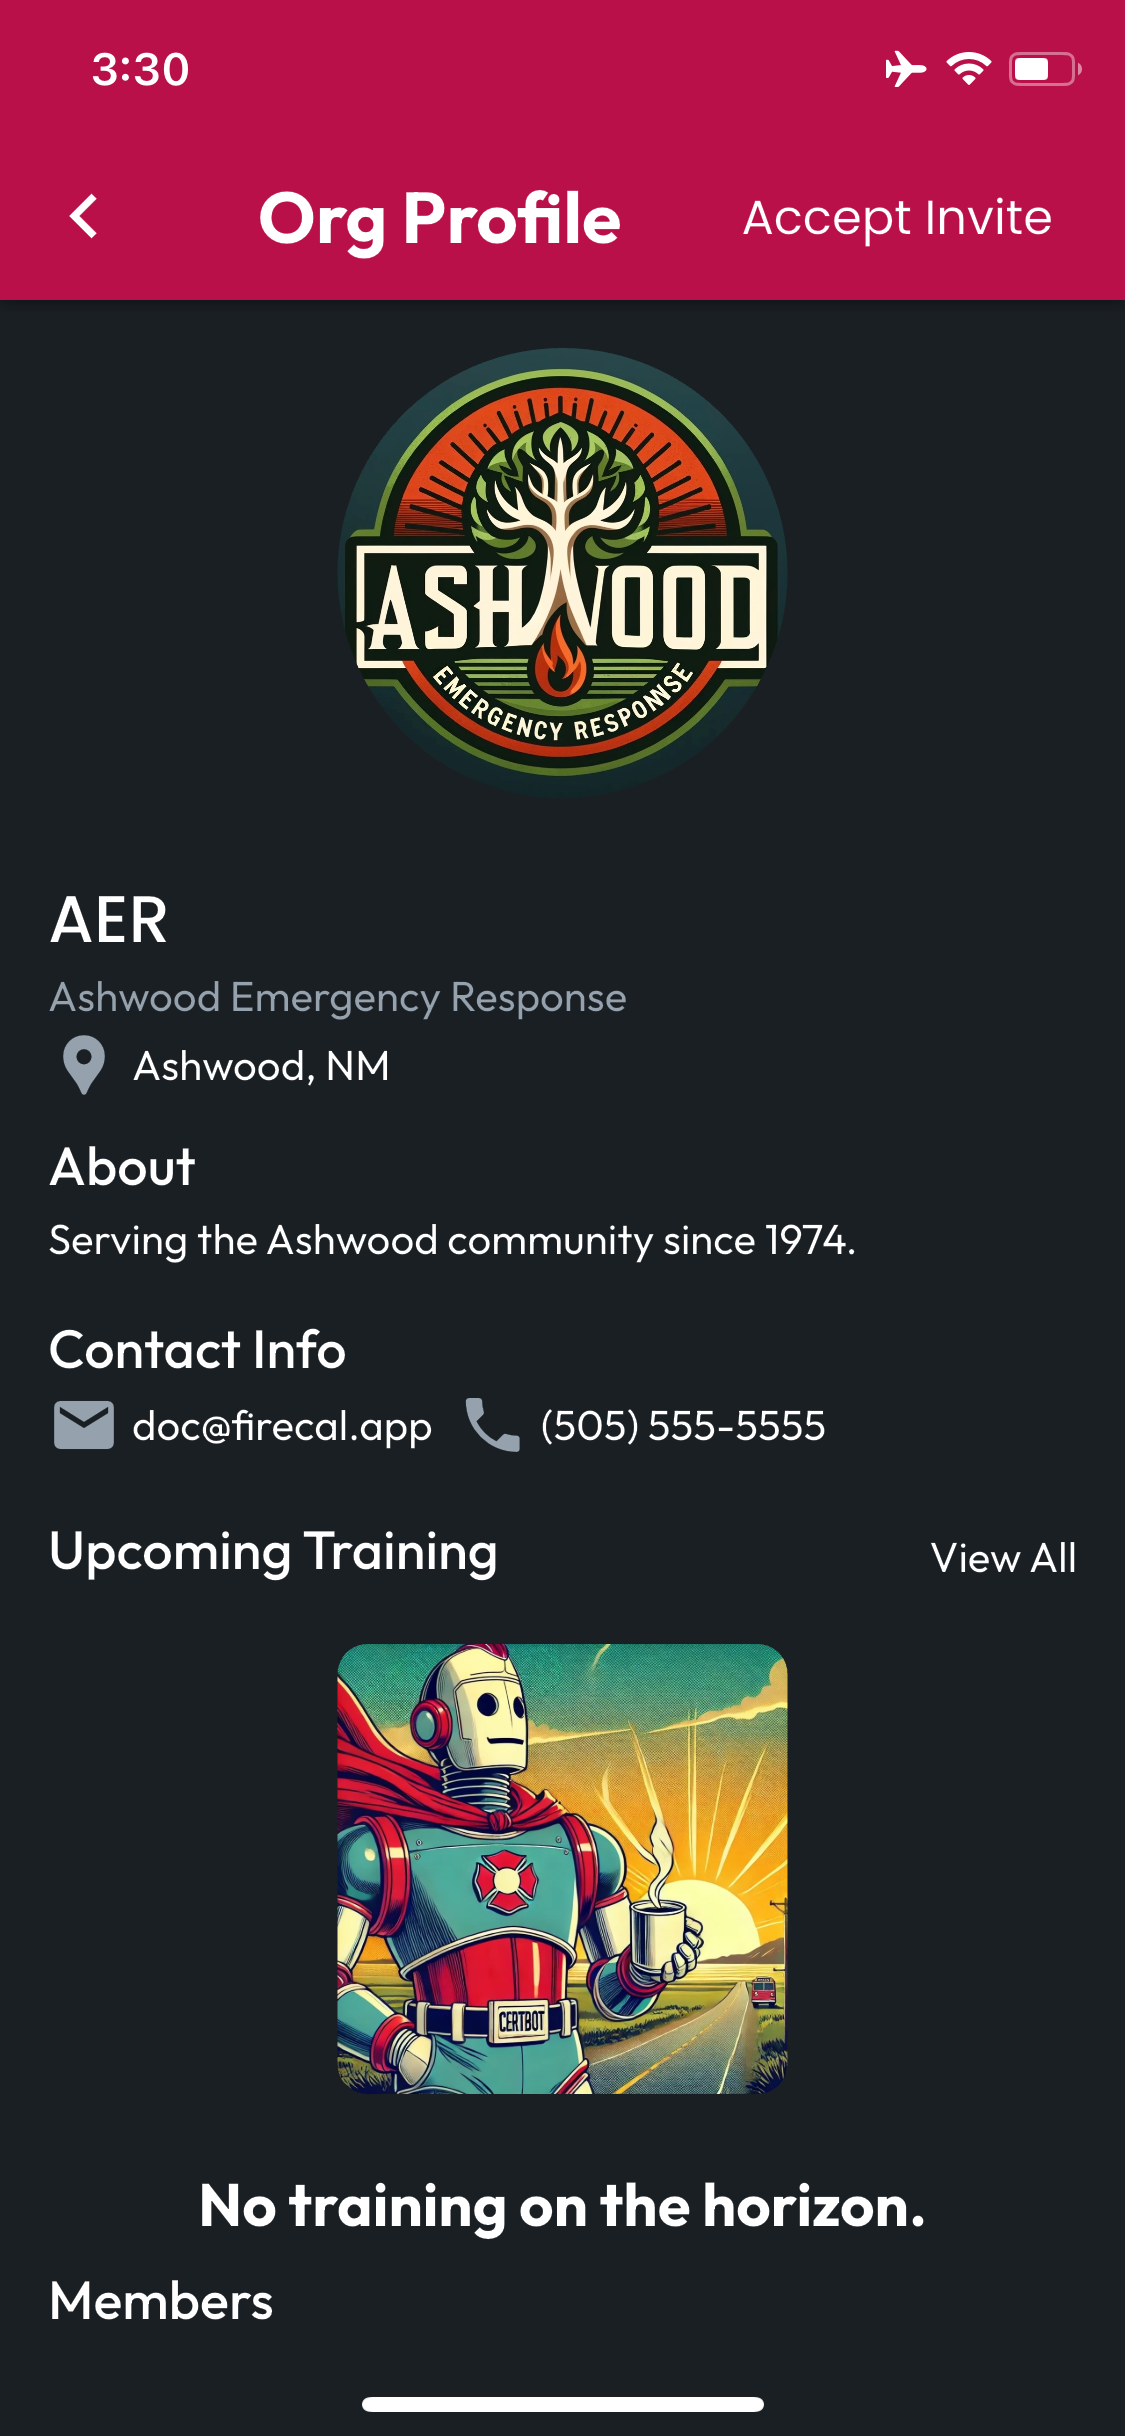 3:30
Org Profile
Accept Invite
ASHWOOD
EMERGENCY RESPONSE
AER
Ashwood Emergency Response
Ashwood, NM
About
Serving the Ashwood community since 1974.
Contact Info
doc@firecal.app
(505) 555-5555
Upcoming Training
View All
CERTBOT
No training on the horizon.
Members